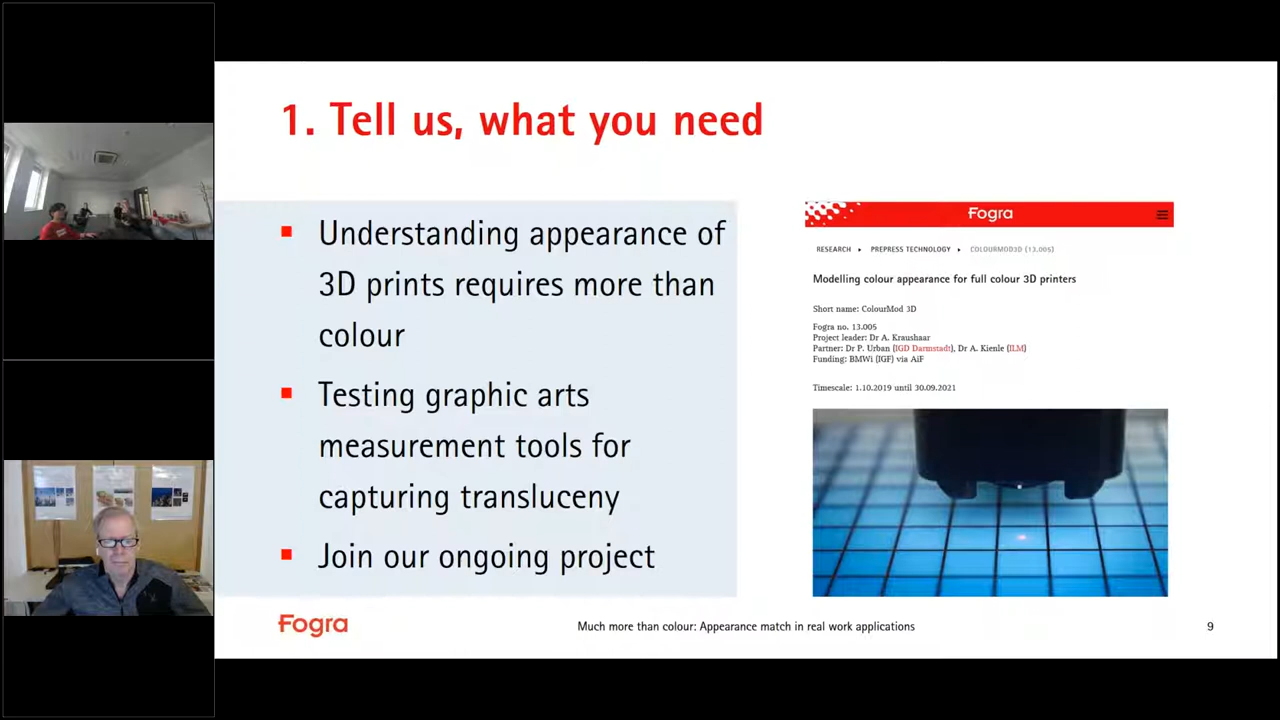 1. Tell us, what you need
▪ Understanding appearance of
3D prints requires more than
colour
▪ Testing graphic arts
measurement tools for
capturing transluceny
▪ Join our ongoing project
Fogra
RESEARCH ▸ PREPRESS TECHNOLOGY ▸ COLOURMOD3D (13.005)
Modelling colour appearance for full colour 3D printers
Short name: ColourMod 3D
Fogra no. 13.005
Project leader: Dr A. Kraushaar
Partner: Dr P. Urban (IGD Darmstadt), Dr A. Kienle (ILM)
Funding: BMWi (IGF) via AiF
Timescale: 1.10.2019 until 30.09.2021
Fogra
Much more than colour: Appearance match in real work applications
9